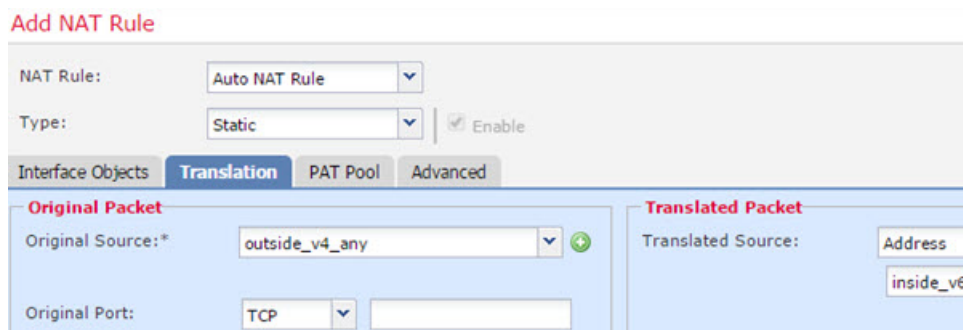 Add NAT Rule
NAT Rule: Auto NAT Rule
Type: Static Enable
Interface Objects Translation PAT Pool Advanced
Original Packet Translated Packet
Original Source:* outside_v4_any Translated Source: Address
inside_v6
Original Port: TCP